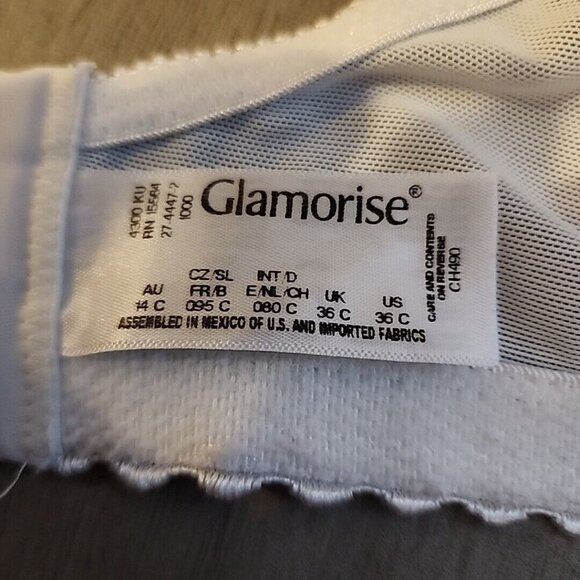 Glamorise®
4300 KU
RN 15564
27-4447-2
1000
CZ/SL INT/D
AU FR/B E/NL/CH UK US
14 C 095 C 080 C 36 C 36 C
ASSEMBLED IN MEXICO OF U.S. AND IMPORTED FABRICS
CARE AND CONTENTS
ON REVERSE
CH490